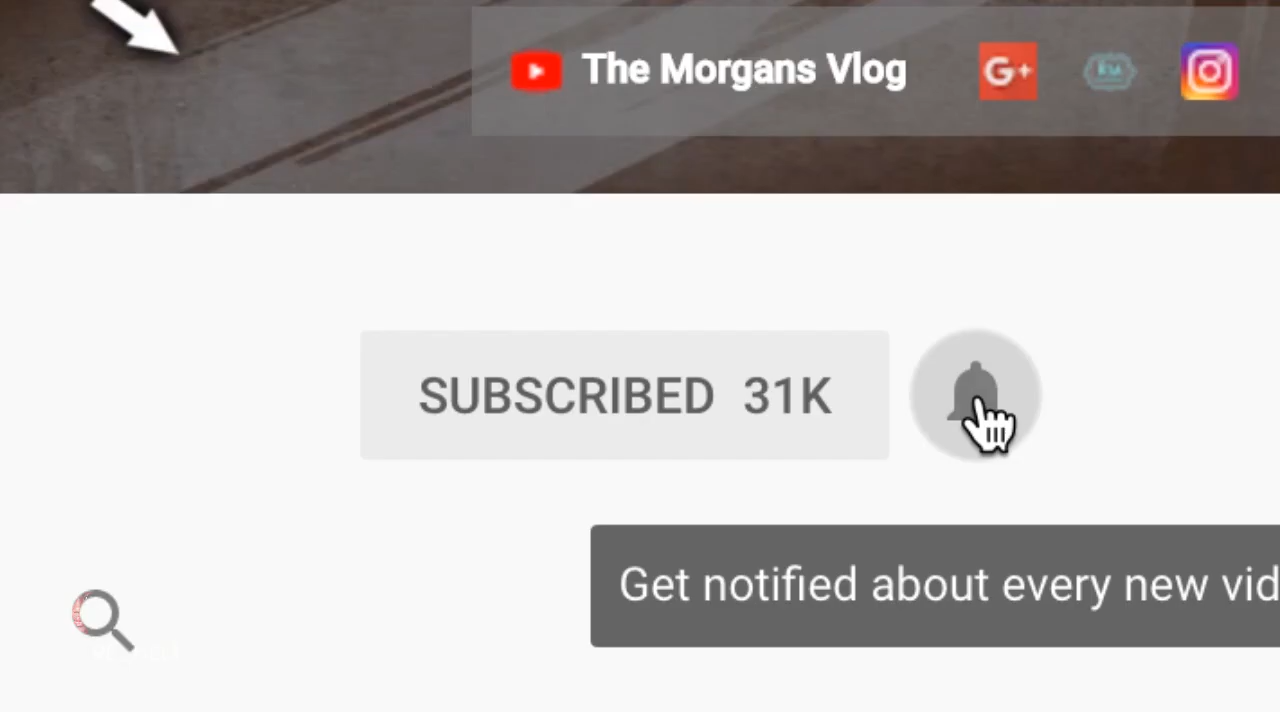 The Morgans Vlog
G+
SUBSCRIBED 31K
Get notified about every new vid